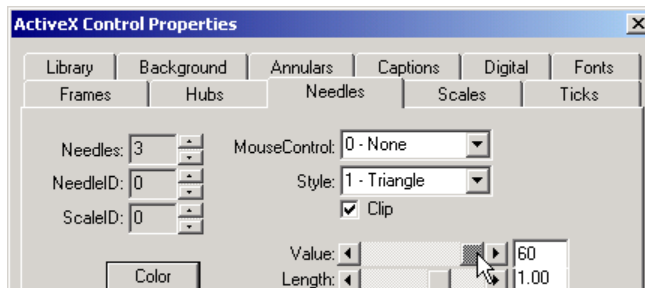 ActiveX Control Properties
Library Background Annulars Captions Digital Fonts
Frames Hubs Needles Scales Ticks
Needles: 3 MouseControl: 0 - None
NeedleID: 0 Style: 1 - Triangle
ScaleID: 0 Clip
Value: 60
Color Length: 1.00